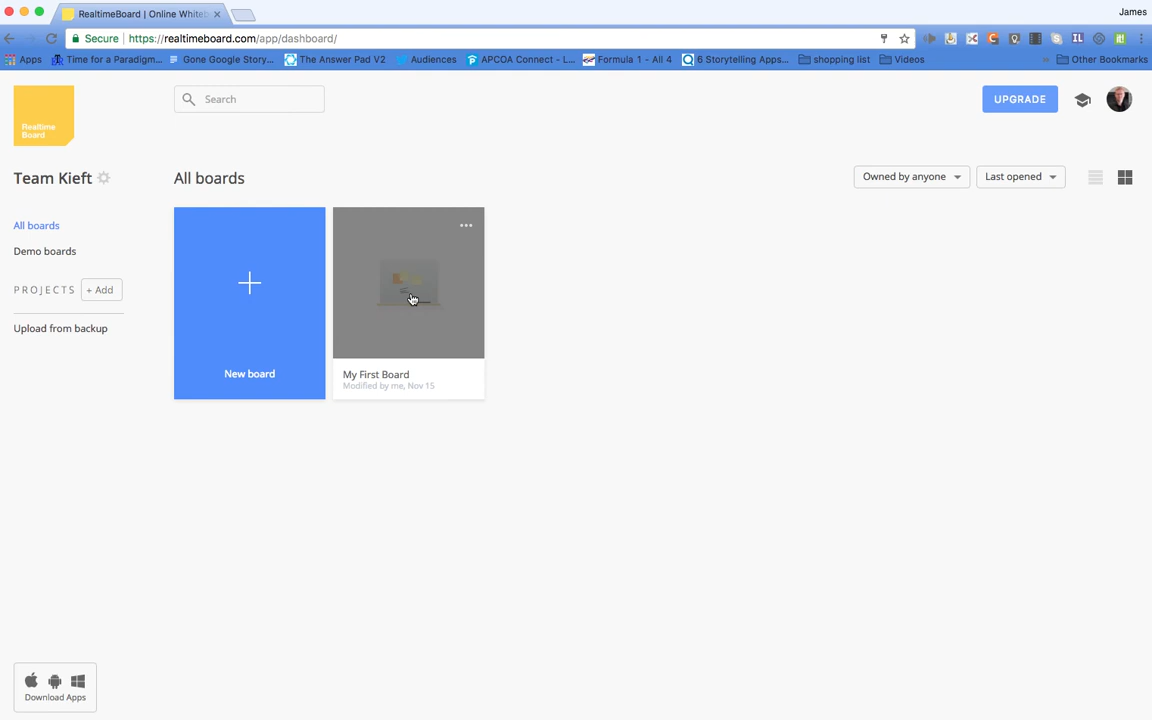 RealtimeBoard | Online Whiteb
James
Secure | https://realtimeboard.com/app/dashboard/
Apps
Time for a Paradigm...
Gone Google Story...
The Answer Pad V2
Audiences
APCOA Connect - L...
Formula 1 - All 4
6 Storytelling Apps...
shopping list
Videos
»
Other Bookmarks
Realtime
Board
Search
UPGRADE
Team Kieft
All boards
Owned by anyone
Last opened
All boards
Demo boards
PROJECTS
+ Add
Upload from backup
New board
My First Board
Modified by me, Nov 15
Download Apps